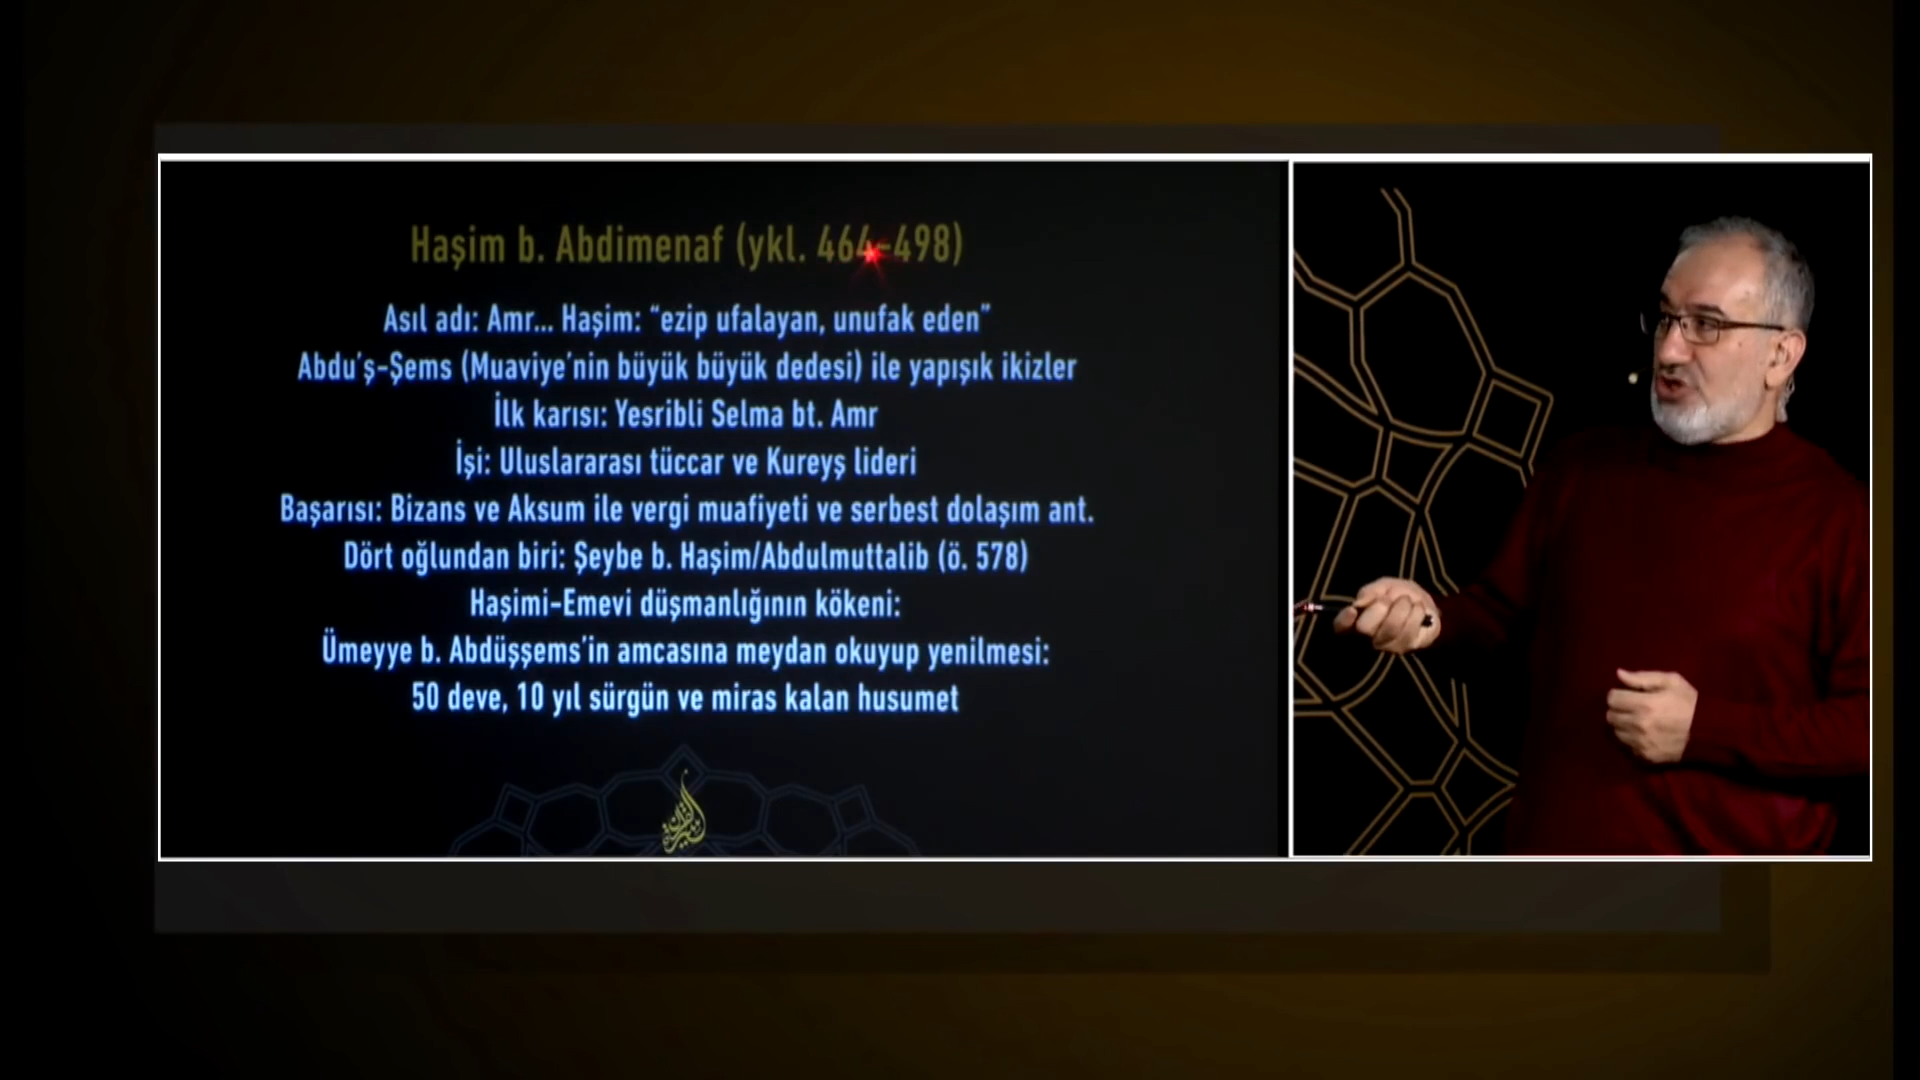 Haşim b. Abdimenaf (ykl. 464-498)
Asıl adı: Amr... Haşim: “ezip ufalayan, unufak eden”
Abdu’ş-Şems (Muaviye’nin büyük büyük dedesi) ile yapışık ikizler
İlk karısı: Yesribli Selma bt. Amr
İşi: Uluslararası tüccar ve Kureyş lideri
Başarısı: Bizans ve Aksum ile vergi muafiyeti ve serbest dolaşım ant.
Dört oğlundan biri: Şeybe b. Haşim/Abdulmuttalib (ö. 578)
Haşimi-Emevi düşmanlığının kökeni:
Ümeyye b. Abdüşşems’in amcasına meydan okuyup yenilmesi:
50 deve, 10 yıl sürgün ve miras kalan husumet